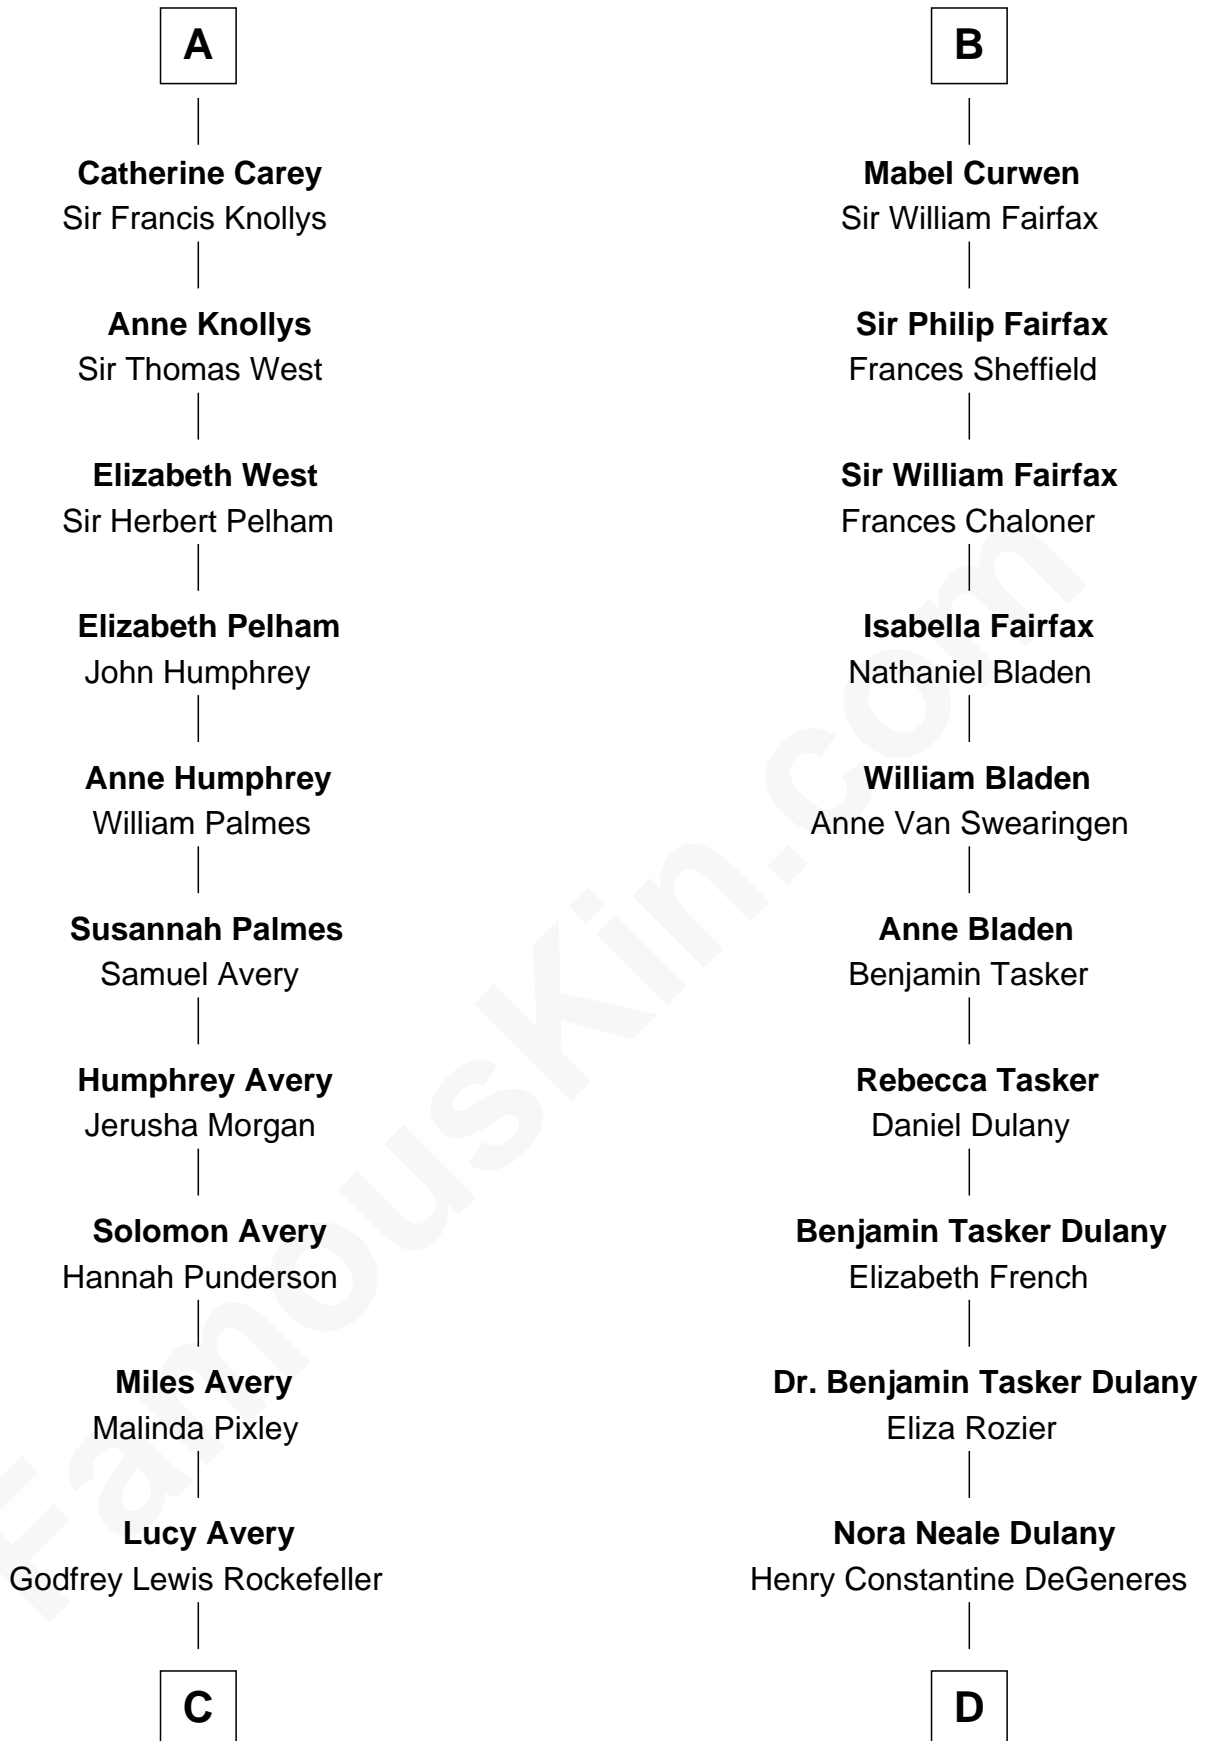 A
Catherine Carey
Sir Francis Knollys
Anne Knollys
Sir Thomas West
Elizabeth West
Sir Herbert Pelham
Elizabeth Pelham
John Humphrey
Anne Humphrey
William Palmes
Susannah Palmes
Samuel Avery
Humphrey Avery
Jerusha Morgan
Solomon Avery
Hannah Punderson
Miles Avery
Malinda Pixley
Lucy Avery
Godfrey Lewis Rockefeller
C
B
Mabel Curwen
Sir William Fairfax
Sir Philip Fairfax
Frances Sheffield
Sir William Fairfax
Frances Chaloner
Isabella Fairfax
Nathaniel Bladen
William Bladen
Anne Van Swearingen
Anne Bladen
Benjamin Tasker
Rebecca Tasker
Daniel Dulany
Benjamin Tasker Dulany
Elizabeth French
Dr. Benjamin Tasker Dulany
Eliza Rozier
Nora Neale Dulany
Henry Constantine DeGeneres
D
FamousKin.com